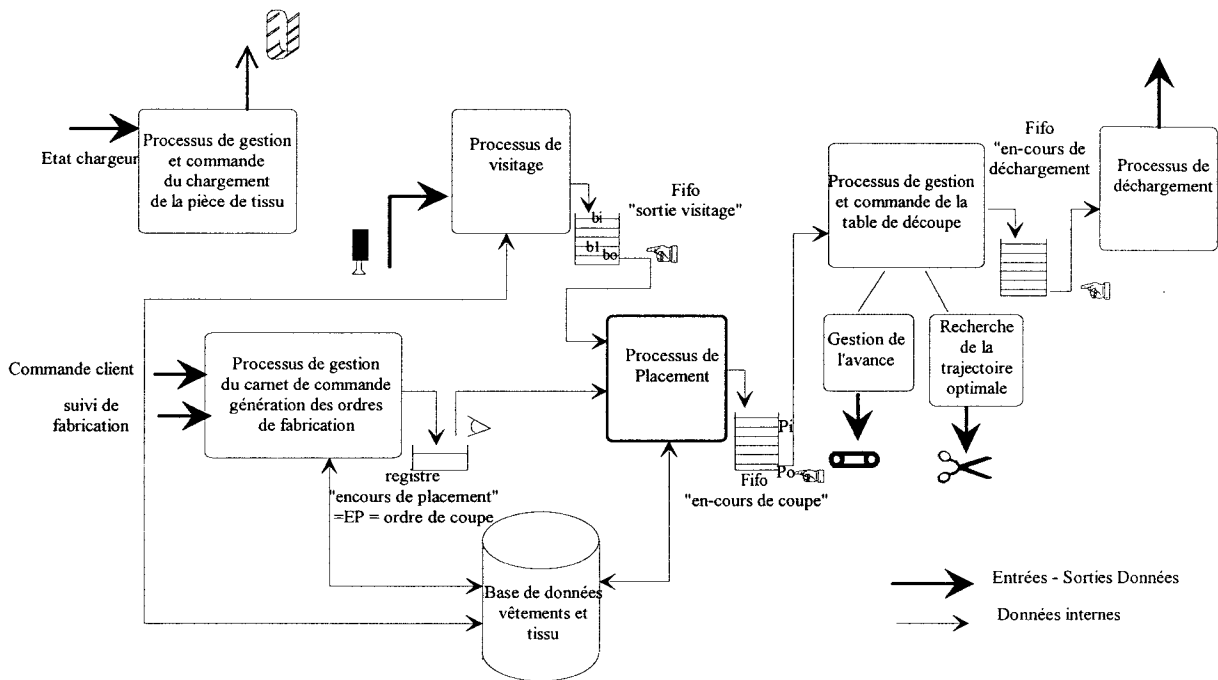 Etat chargeur
Processus de gestion
et commande
du chargement
de la pièce de tissu
Processus de
visitage
Fifo
"sortie visitage"
bi
b1
bo
Processus de gestion
et commande de la
table de découpe
Fifo
"en-cours de
déchargement
Processus de
déchargement
Gestion de
l'avance
Recherche
de la
trajectoire
optimale
Commande client
suivi de
fabrication
Processus de gestion
du carnet de commande
génération des ordres
de fabrication
Processus de
Placement
Pi
Po
Fifo
"en-cours de coupe"
registre
"encours de placement"
=EP = ordre de coupe
Base de données
vêtements et
tissu
Entrées - Sorties Données
Données internes